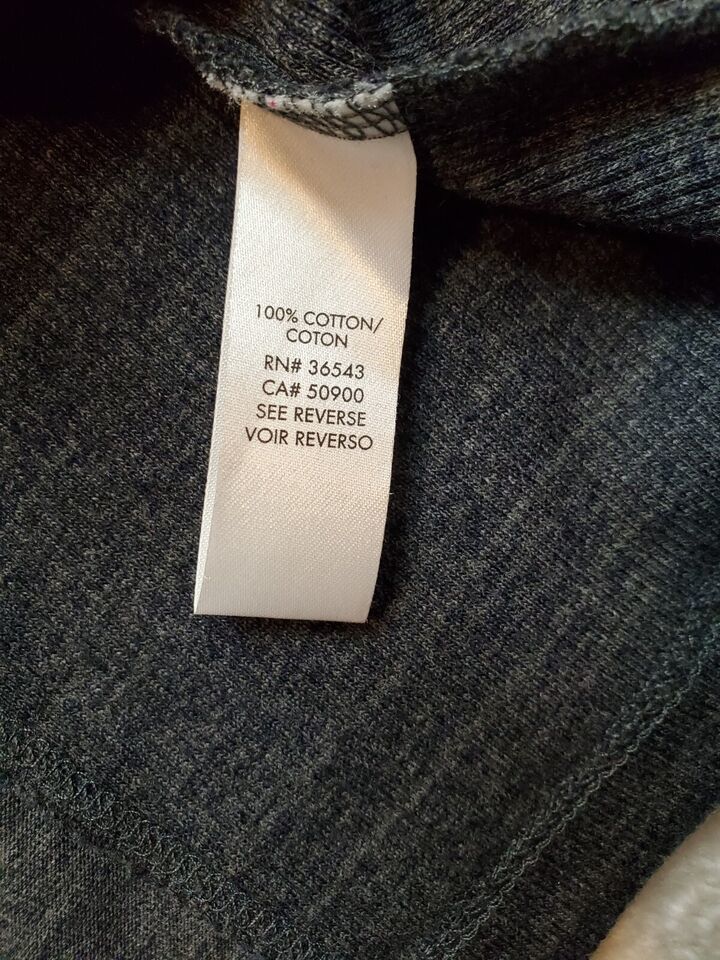 100% COTTON/
COTON
RN# 36543
CA# 50900
SEE REVERSE
VOIR REVERSO